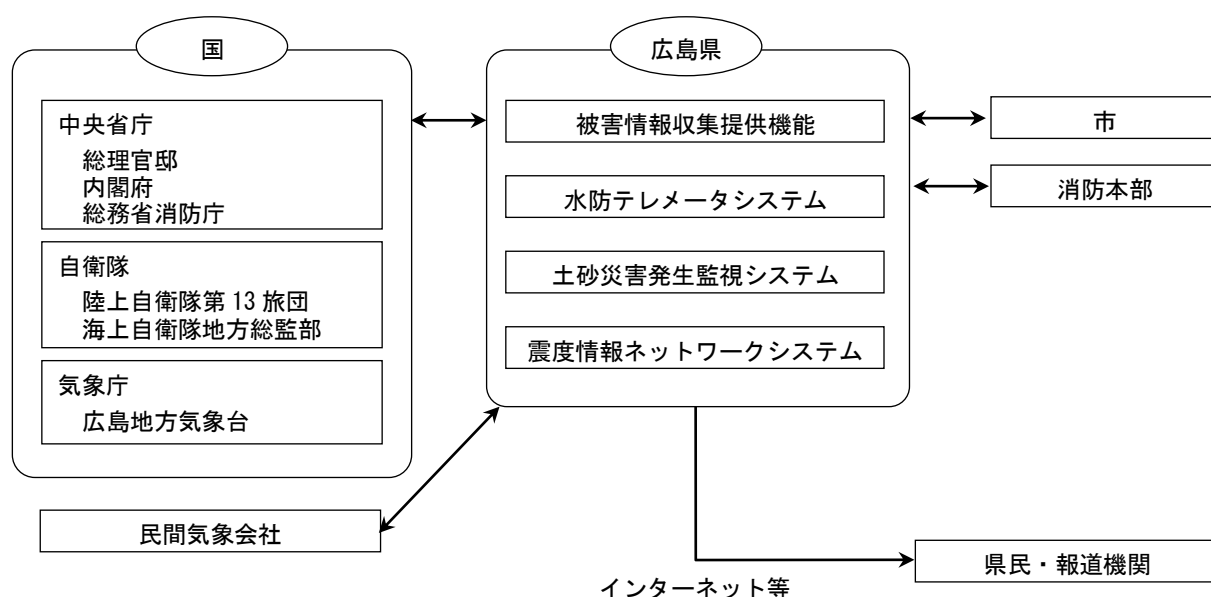 国
中央省庁
総理官邸
内閣府
総務省消防庁
自衛隊
陸上自衛隊第 13 旅団
海上自衛隊地方総監部
気象庁
広島地方気象台
民間気象会社
広島県
被害情報収集提供機能
水防テレメータシステム
土砂災害発生監視システム
震度情報ネットワークシステム
市
消防本部
県民・報道機関
インターネット等